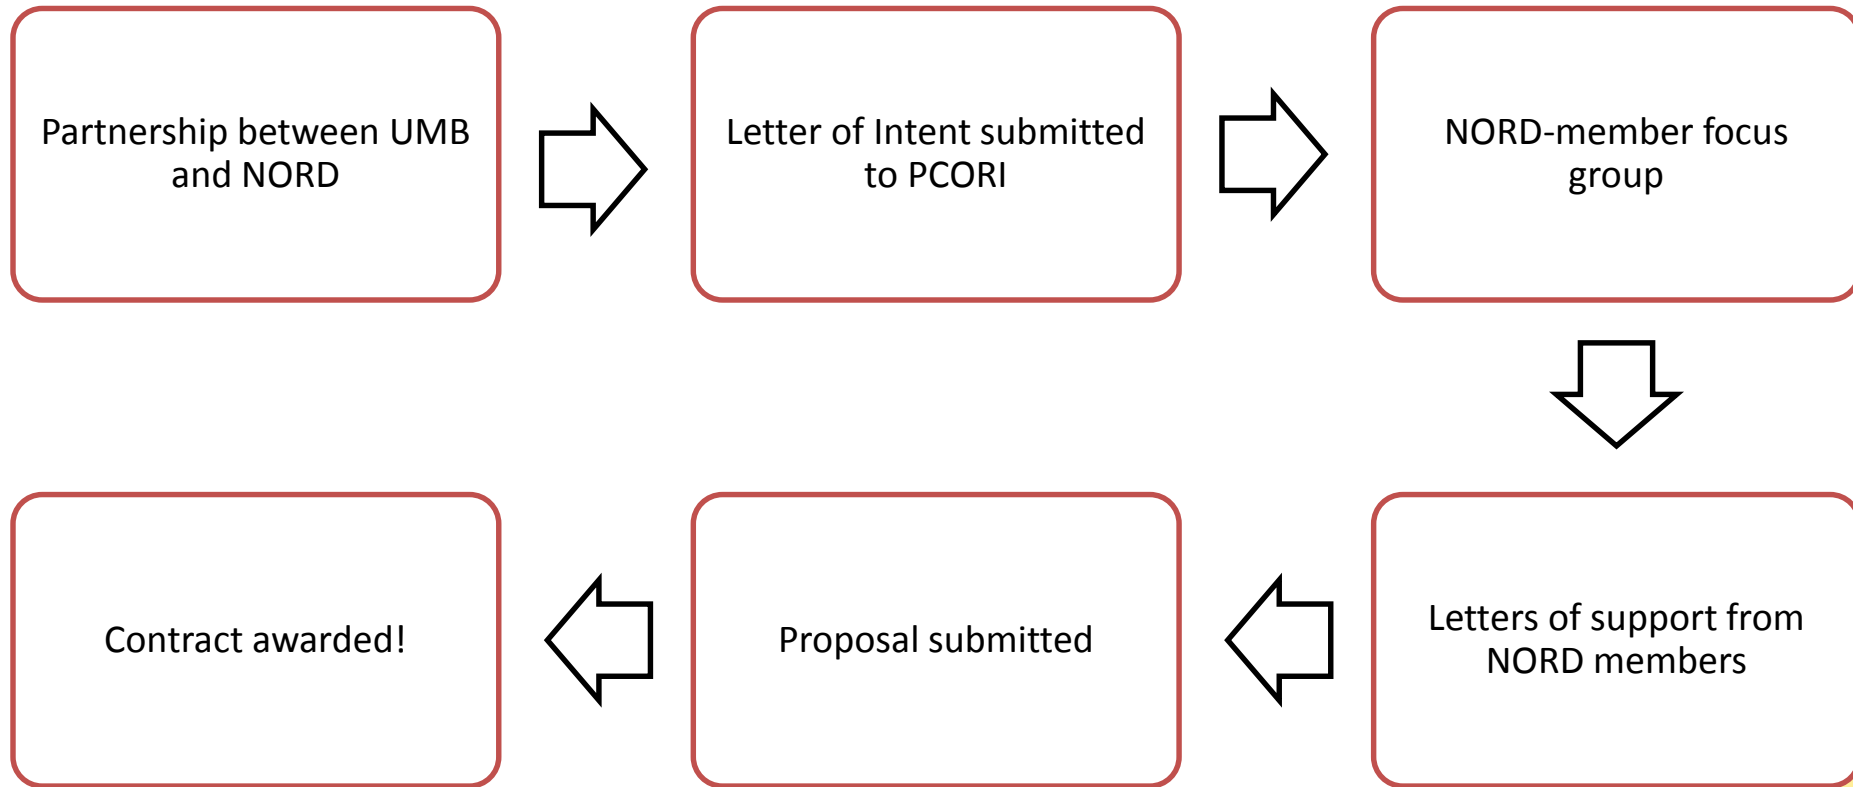 Partnership between UMB
and NORD
Letter of Intent submitted
to PCORI
NORD-member focus
group
Letters of support from
NORD members
Proposal submitted
Contract awarded!